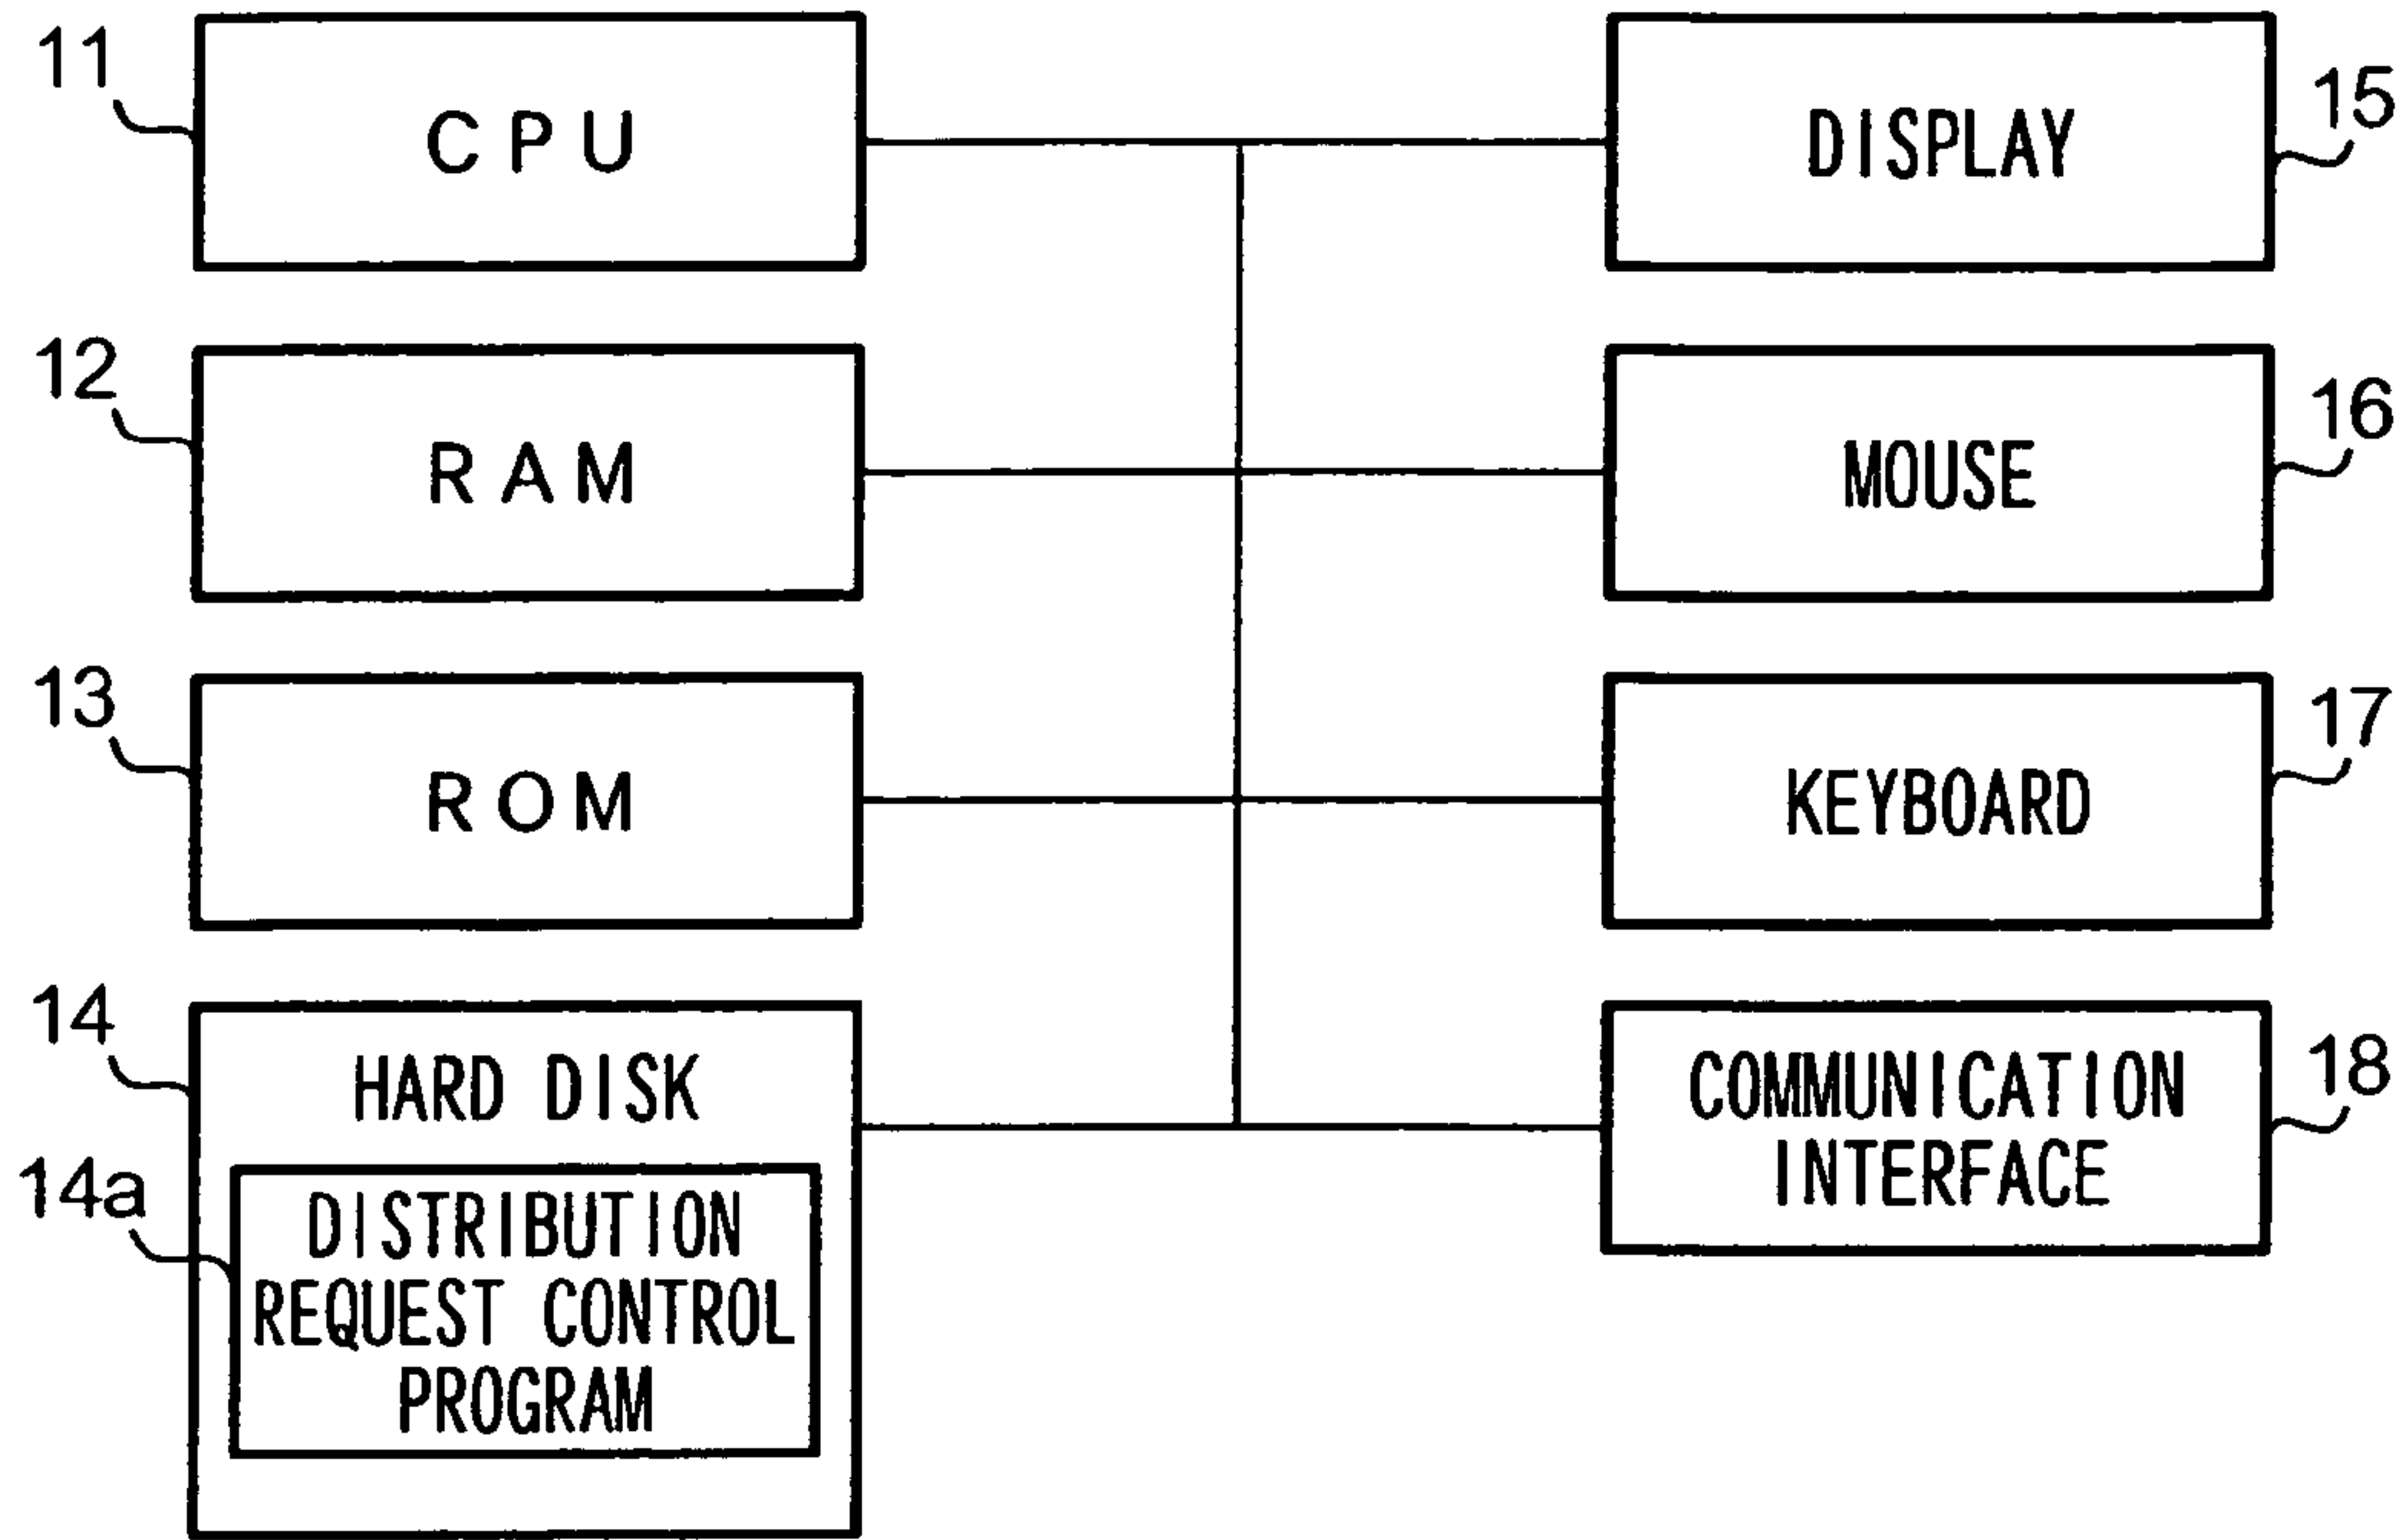 11
CPU
DISPLAY
15
12
RAM
MOUSE
16
13
ROM
KEYBOARD
17
14
HARD DISK
14a
DISTRIBUTION
REQUEST CONTROL
PROGRAM
COMMUNICATION
INTERFACE
18